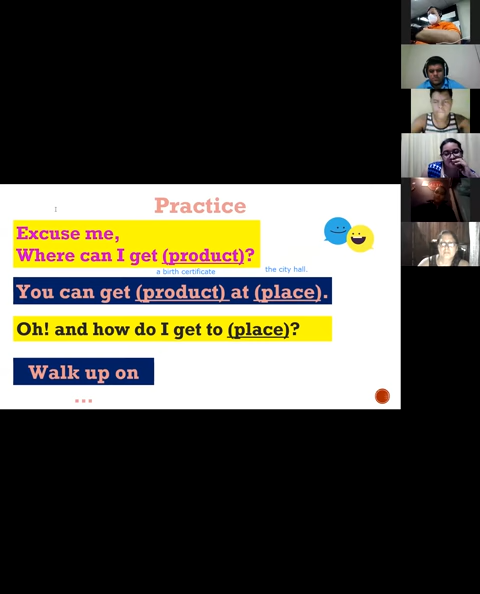 Practice
Excuse me,
Where can I get (product)?
a birth certificate
the city hall.
You can get (product) at (place).
Oh! and how do I get to (place)?
Walk up on
...